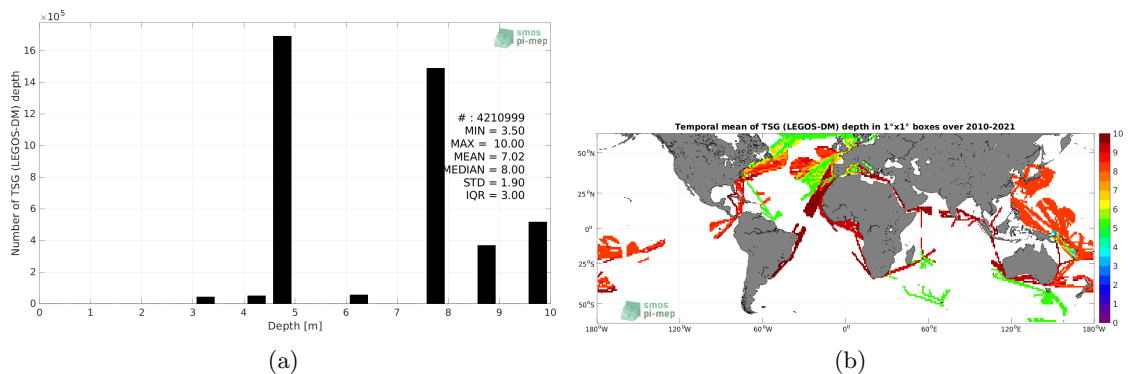 ×10⁵
smos
pi-mep
16
14
12
10
8
6
4
2
0
Number of TSG (LEGOS-DM) depth
# : 4210999
MIN = 3.50
MAX = 10.00
MEAN = 7.02
MEDIAN = 8.00
STD = 1.90
IQR = 3.00
0 1 2 3 4 5 6 7 8 9 10
Depth [m]
(a)
Temporal mean of TSG (LEGOS-DM) depth in 1°x1° boxes over 2010-2021
50°N
25°N
0°
25°S
50°S
180°W 120°W 60°W 0° 60°E 120°E 180°E
smos
pi-mep
10
9
8
7
6
5
4
3
2
1
0
(b)